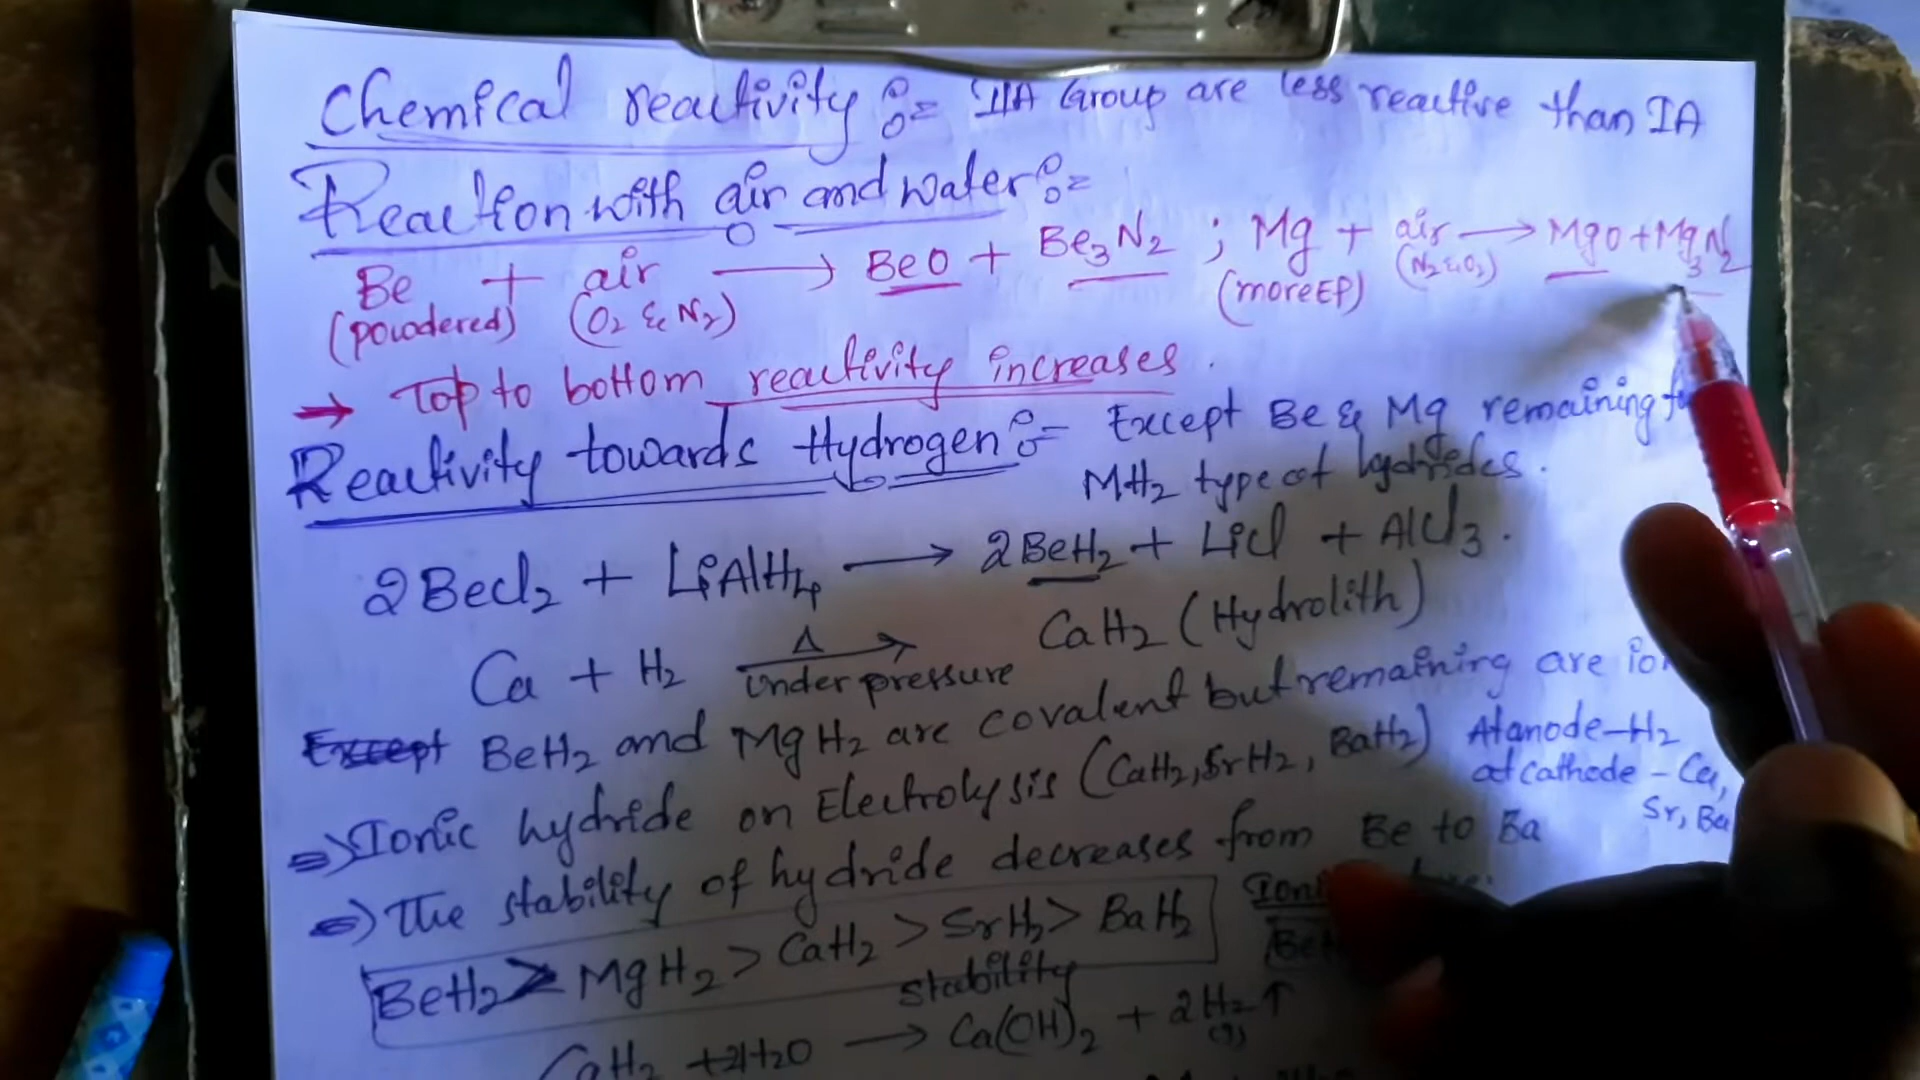 Chemical reactivity := IIA Group are less reactive than IA
Reaction with air and water :=
Be + air ⟶ BeO + Be₃N₂ ; Mg + air ⟶ MgO + Mg₃N₂
(powdered) (O₂ & N₂) (more EP) (N₂ & O₂)
→ Top to bottom reactivity increases.
Reactivity towards Hydrogen := Except Be & Mg remaining
MH₂ type of hydrides.
2BeCl₂ + LiAlH₄ ⟶ 2BeH₂ + LiCl + AlCl₃.
Ca + H₂ Δ ⟶ under pressure CaH₂ (Hydrolith)
Except BeH₂ and MgH₂ are covalent but remaining are
⇒ Ionic hydride on Electrolysis (CaH₂, SrH₂, BaH₂) At anode - H₂
at cathode - Ca,
Sr, Ba
⇒ The stability of hydride decreases from Be to Ba
BeH₂ > MgH₂ > CaH₂ > SrH₂ > BaH₂
stability
CaH₂ + 2H₂O ⟶ Ca(OH)₂ + 2H₂↑
(g)